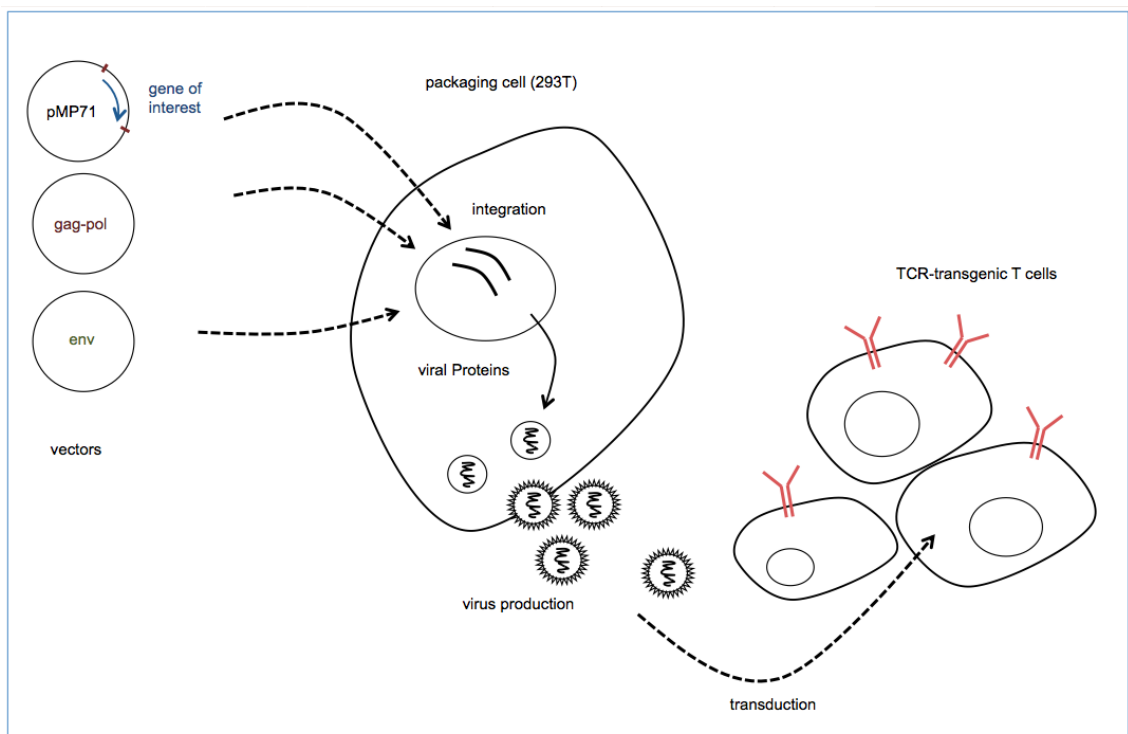 packaging cell (293T)
pMP71
gene of
interest
gag-pol
integration
TCR-transgenic T cells
env
viral Proteins
vectors
virus production
transduction